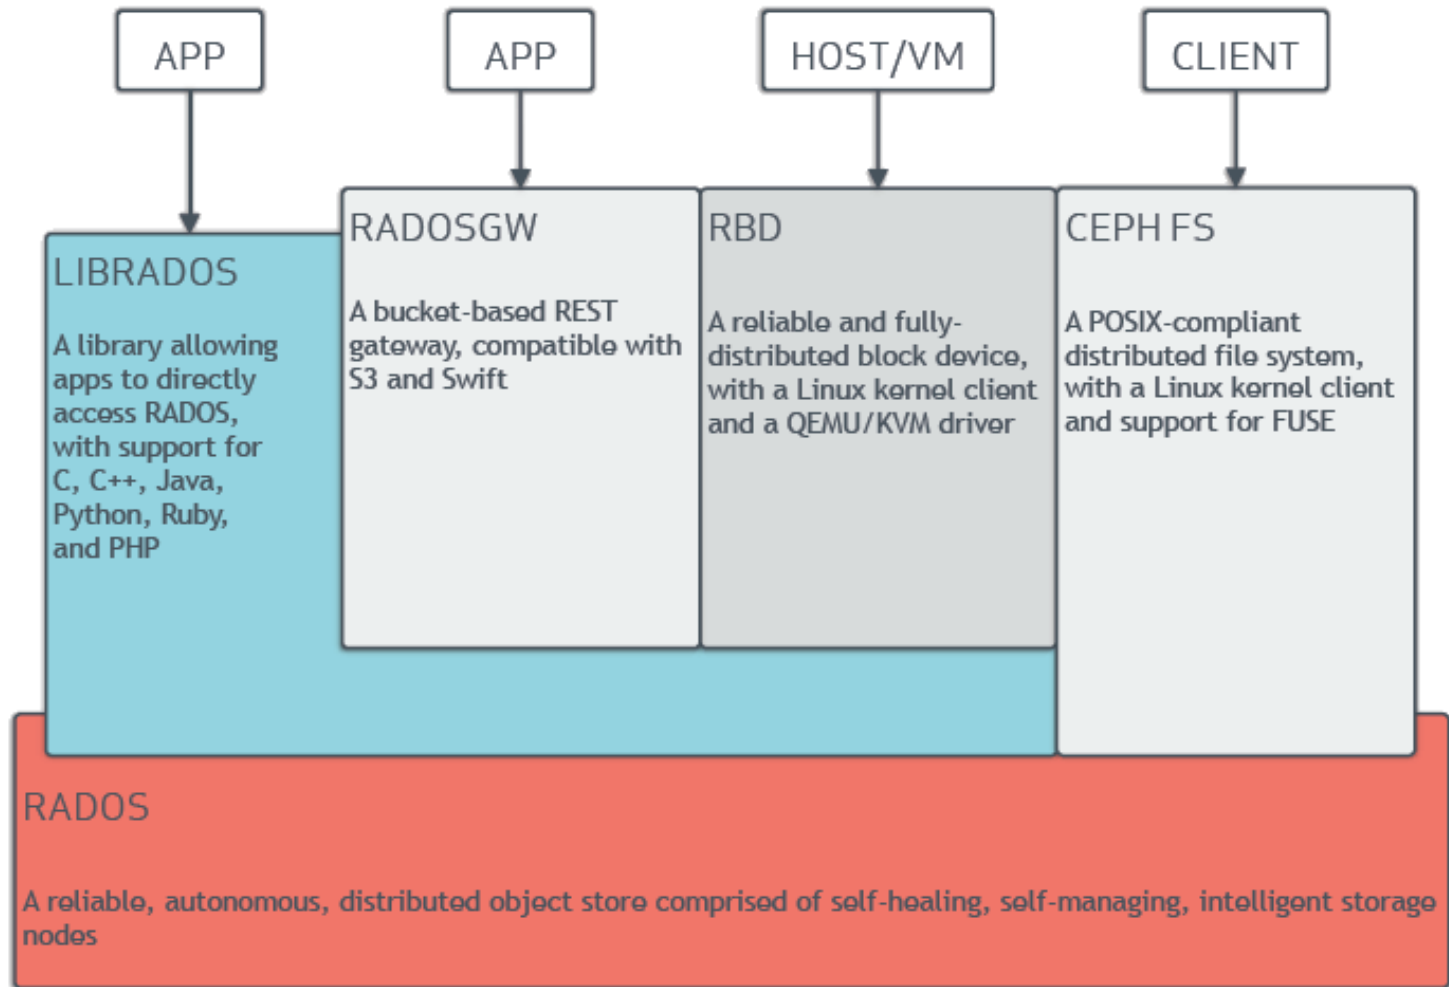 APP
APP
HOST/VM
CLIENT
LIBRADOS
A library allowing
apps to directly
access RADOS,
with support for
C, C++, Java,
Python, Ruby,
and PHP
RADOSGW
A bucket-based REST
gateway, compatible with
S3 and Swift
RBD
A reliable and fully-
distributed block device,
with a Linux kernel client
and a QEMU/KVM driver
CEPH FS
A POSIX-compliant
distributed file system,
with a Linux kernel client
and support for FUSE
RADOS
A reliable, autonomous, distributed object store comprised of self-healing, self-managing, intelligent storage
nodes